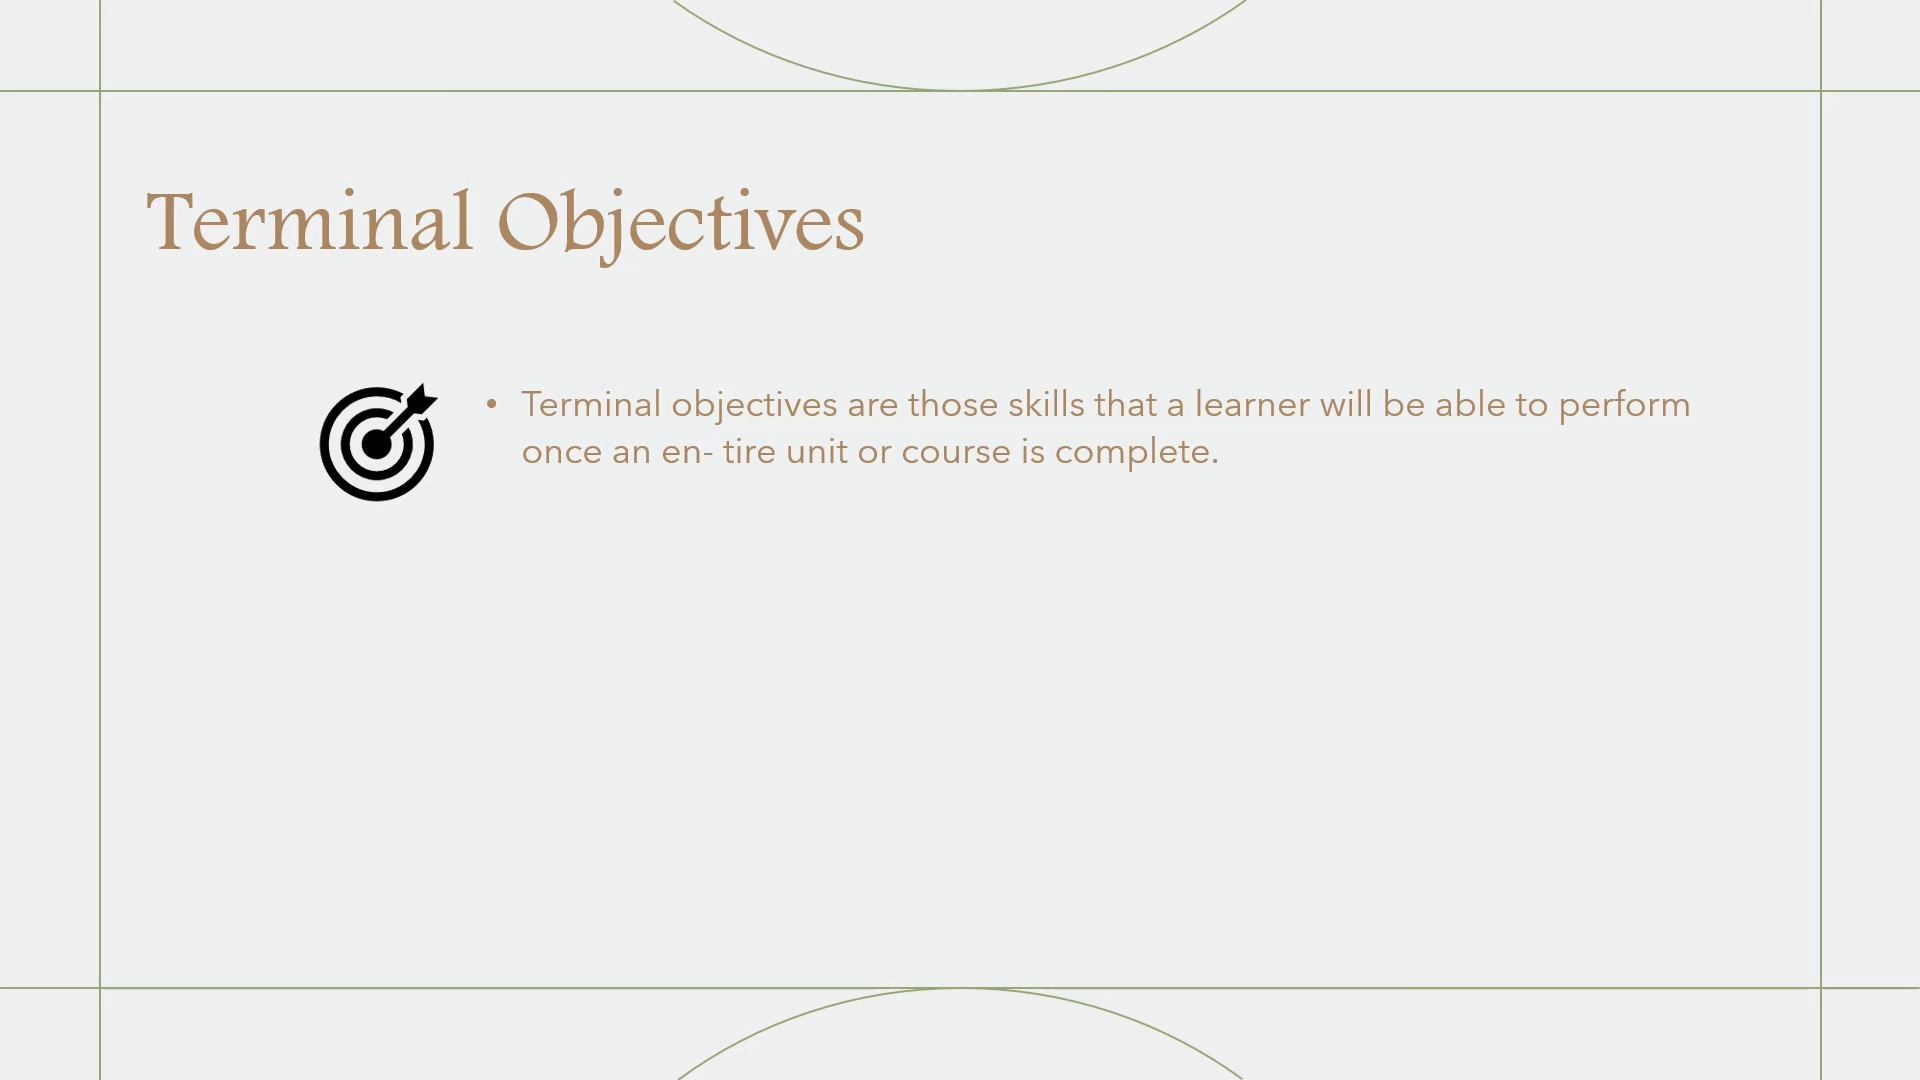 Terminal Objectives
• Terminal objectives are those skills that a learner will be able to perform
once an en- tire unit or course is complete.